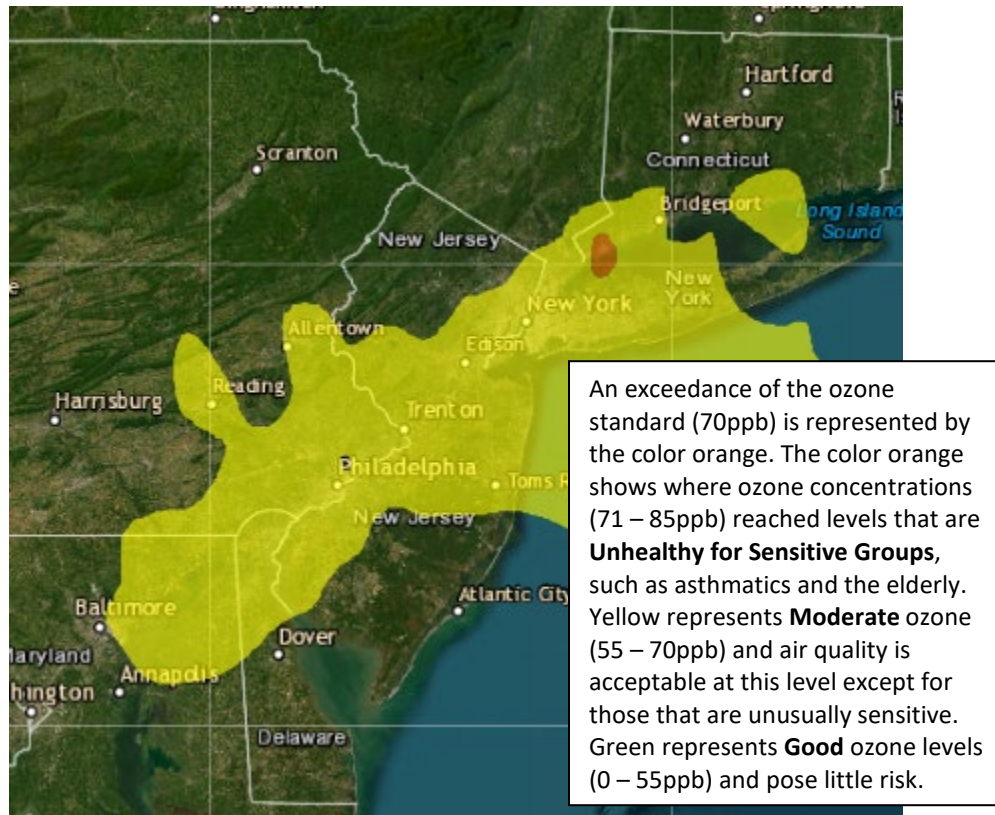 Hartford
Waterbury
Connecticut
Scranton
Bridgeport
Long Island
Sound
New Jersey
New
York
New York
Allentown
Edison
Reading
Harrisburg
Trenton
Philadelphia
Toms R
New Jersey
Baltimore
Atlantic City
Dover
Maryland
Annapolis
hington
Delaware
An exceedance of the ozone
standard (70ppb) is represented by
the color orange. The color orange
shows where ozone concentrations
(71 – 85ppb) reached levels that are
Unhealthy for Sensitive Groups,
such as asthmatics and the elderly.
Yellow represents Moderate ozone
(55 – 70ppb) and air quality is
acceptable at this level except for
those that are unusually sensitive.
Green represents Good ozone levels
(0 – 55ppb) and pose little risk.